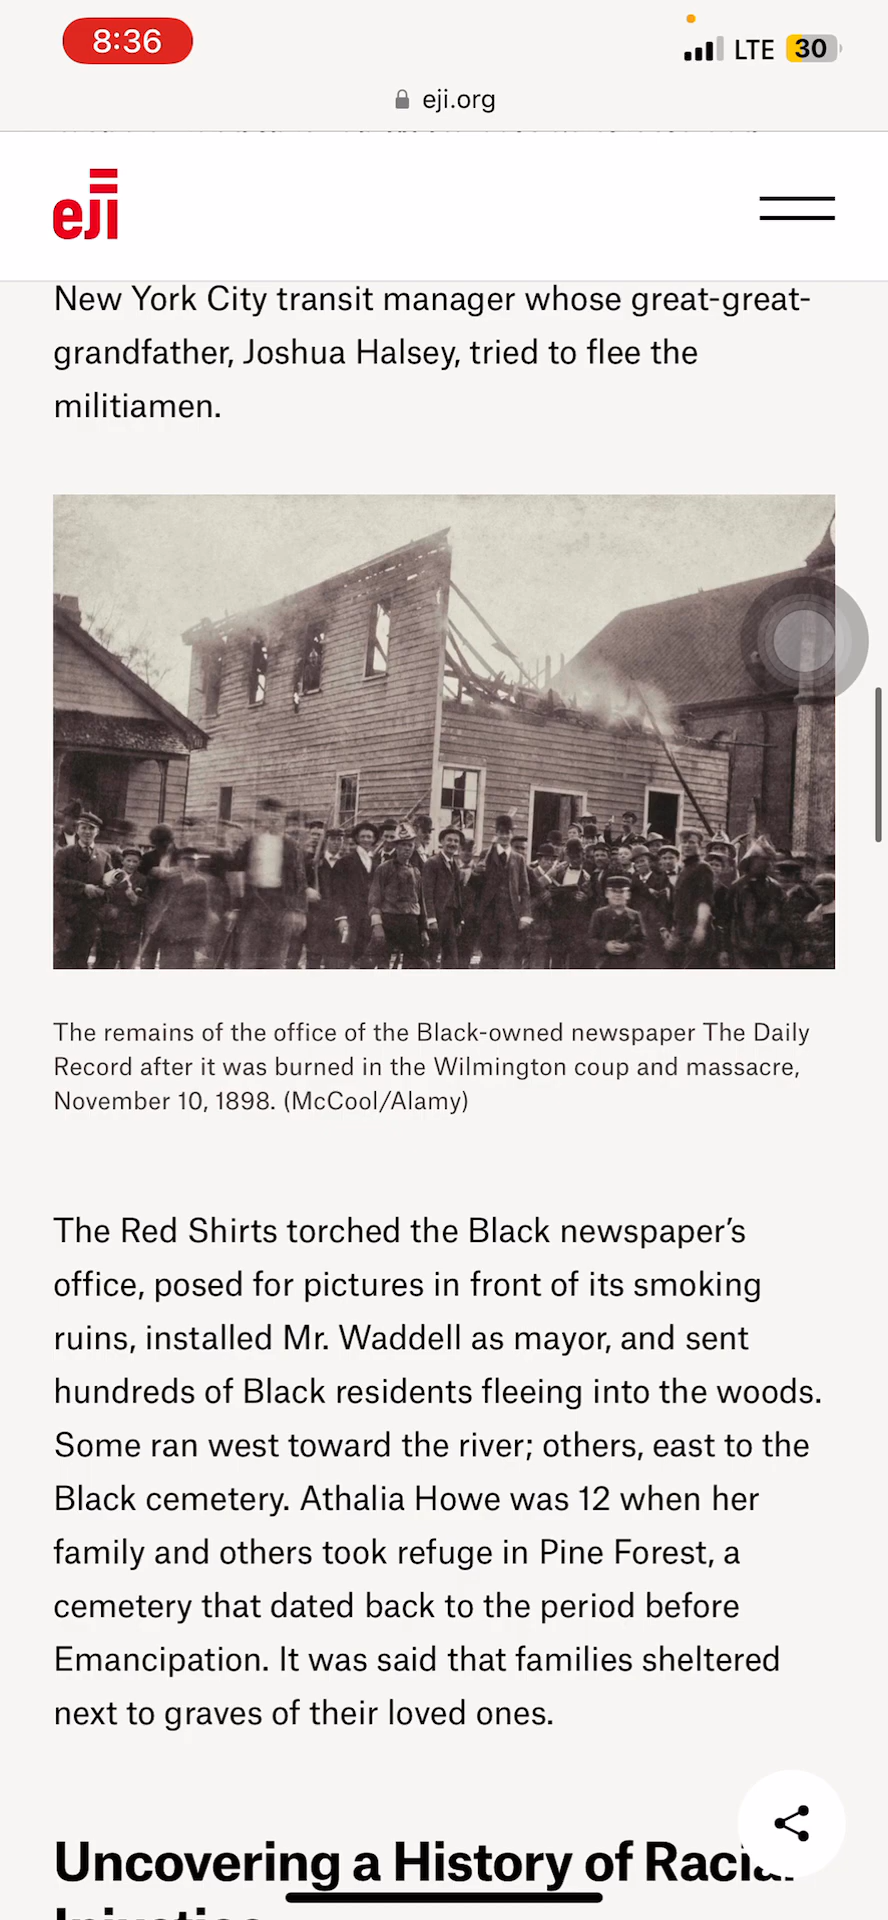 8:36
LTE 30
eji.org
eji
New York City transit manager whose great-great-
grandfather, Joshua Halsey, tried to flee the
militiamen.
The remains of the office of the Black-owned newspaper The Daily
Record after it was burned in the Wilmington coup and massacre,
November 10, 1898. (McCool/Alamy)
The Red Shirts torched the Black newspaper’s
office, posed for pictures in front of its smoking
ruins, installed Mr. Waddell as mayor, and sent
hundreds of Black residents fleeing into the woods.
Some ran west toward the river; others, east to the
Black cemetery. Athalia Howe was 12 when her
family and others took refuge in Pine Forest, a
cemetery that dated back to the period before
Emancipation. It was said that families sheltered
next to graves of their loved ones.
Uncovering a History of Racial